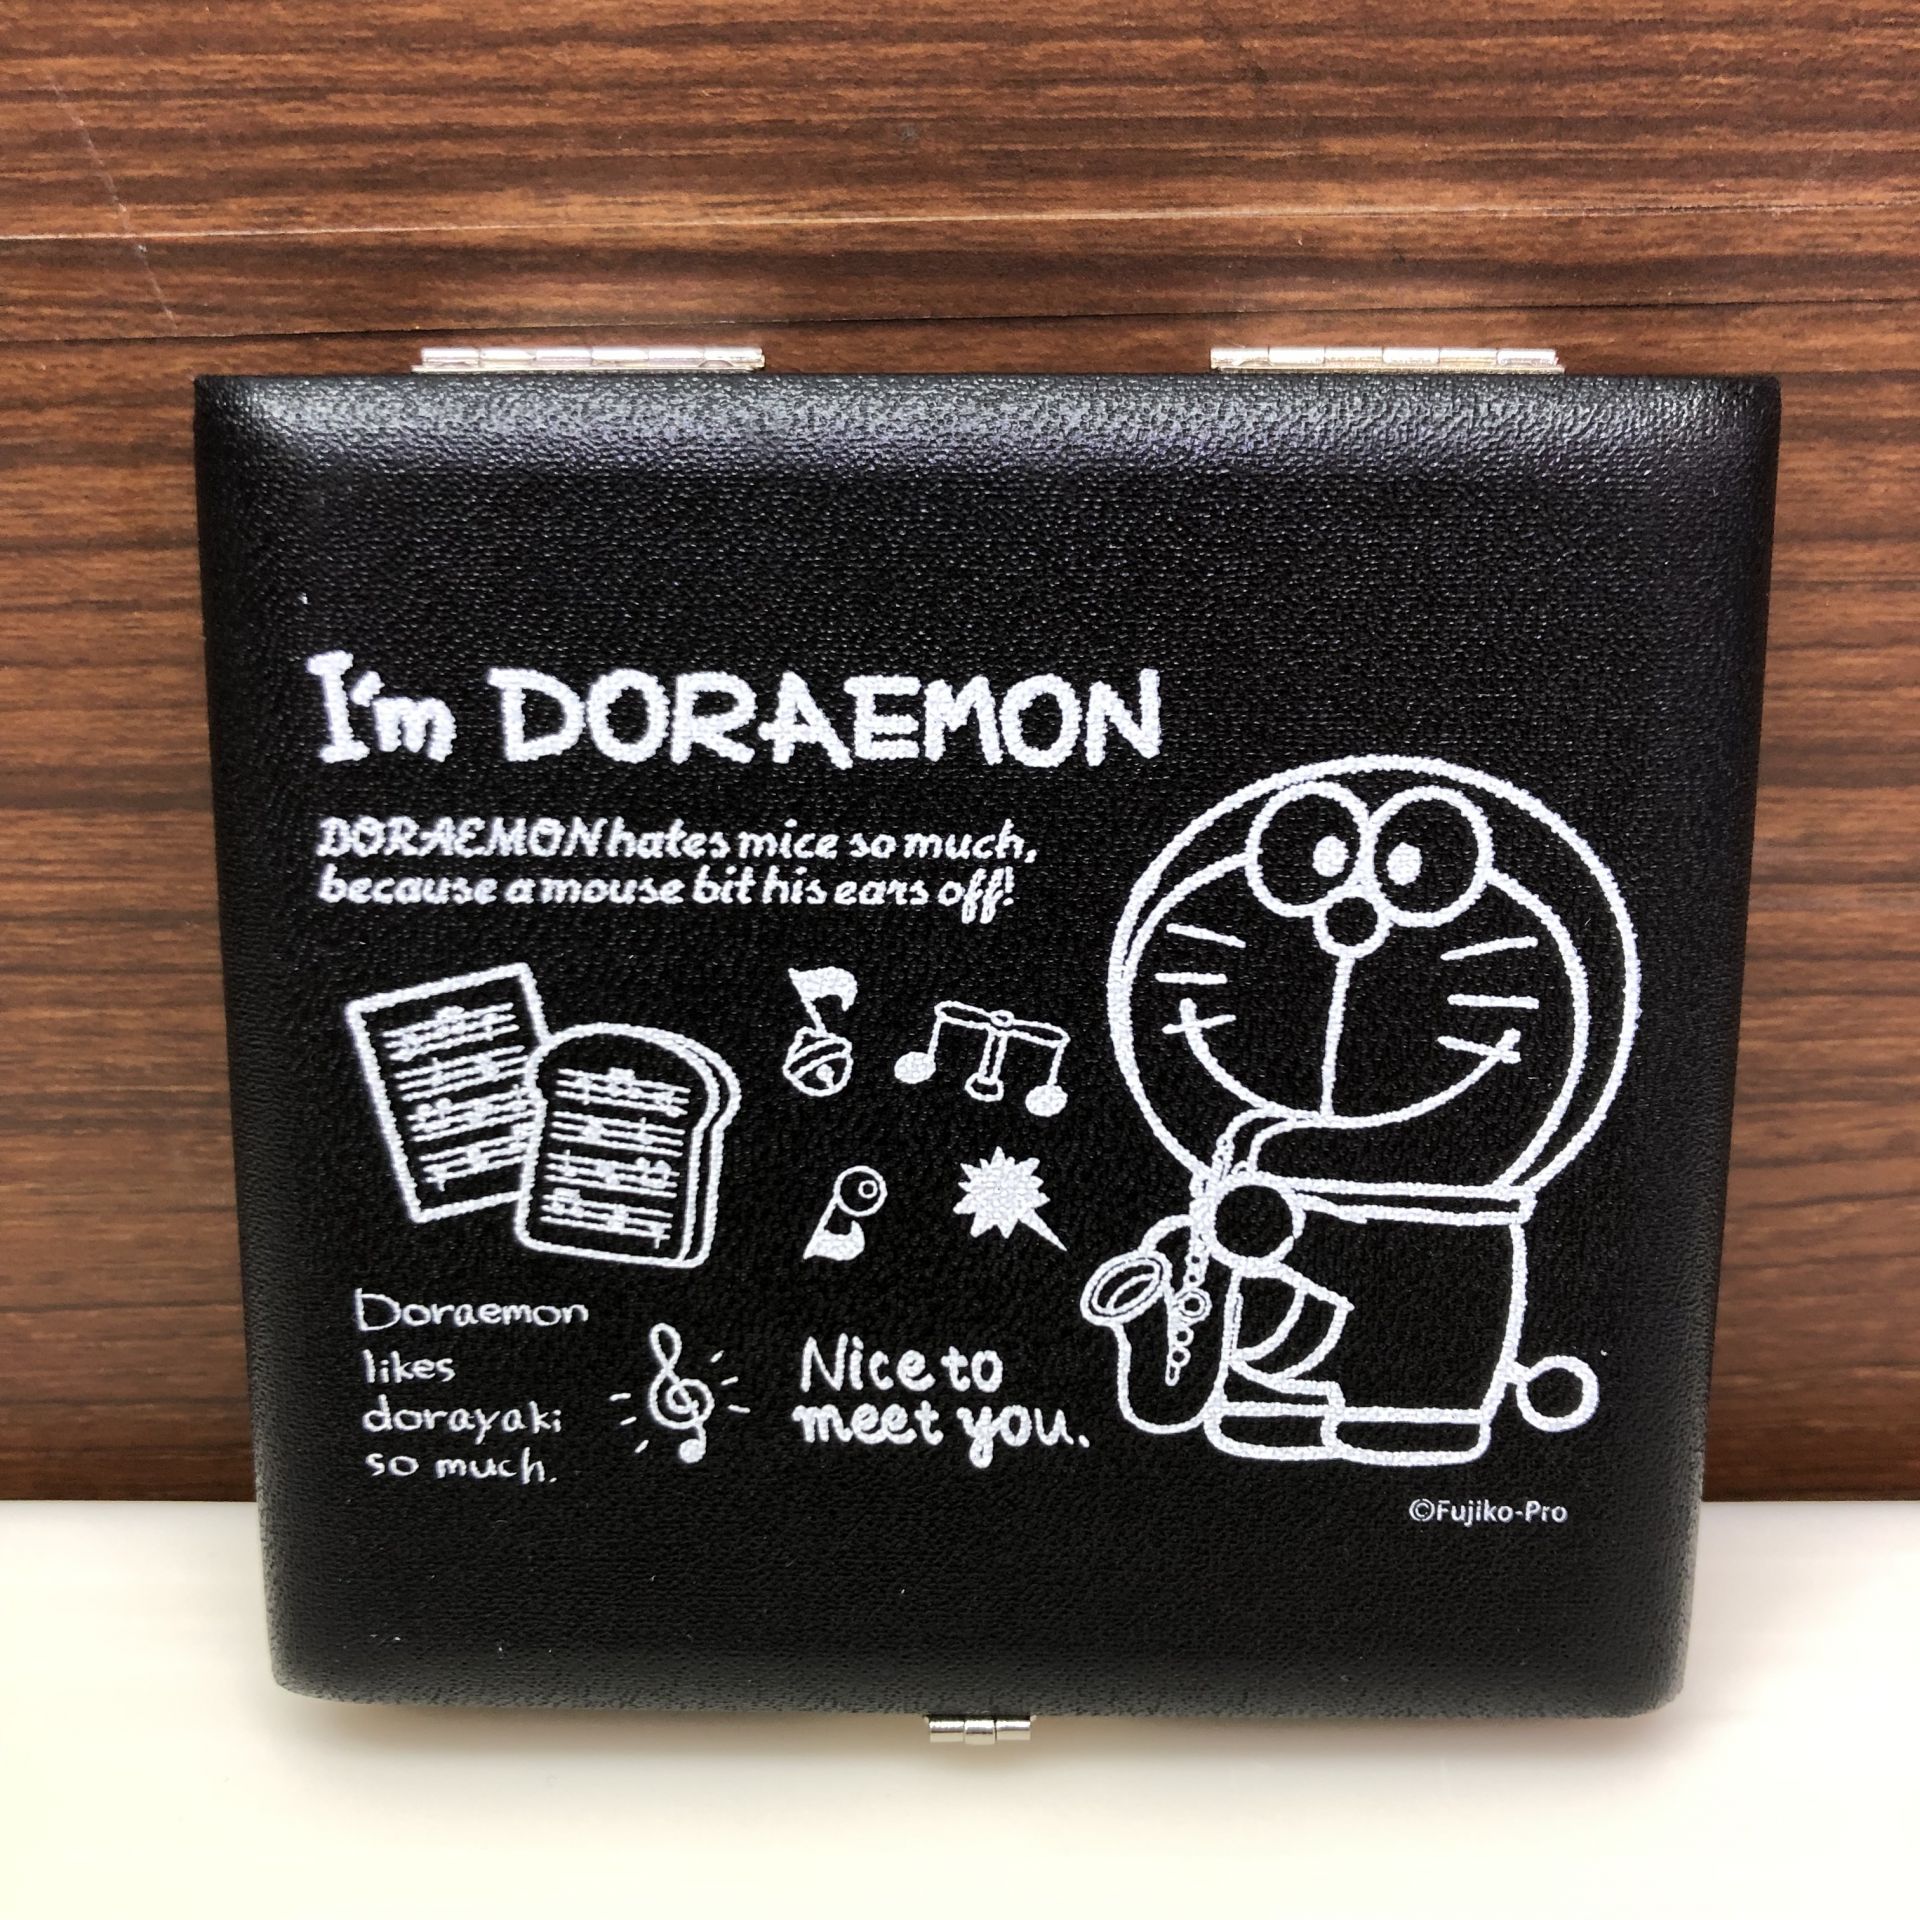 I'm DORAEMON
DORAEMON hates mice so much,
because a mouse bit his ears off!
Doraemon
likes
dorayaki
so much.
Nice to
meet you.
©Fujiko-Pro